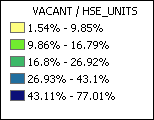 VACANT / HSE_UNITS
1.54% - 9.85%
9.86% - 16.79%
16.8% - 26.92%
26.93% - 43.1%
43.11% - 77.01%